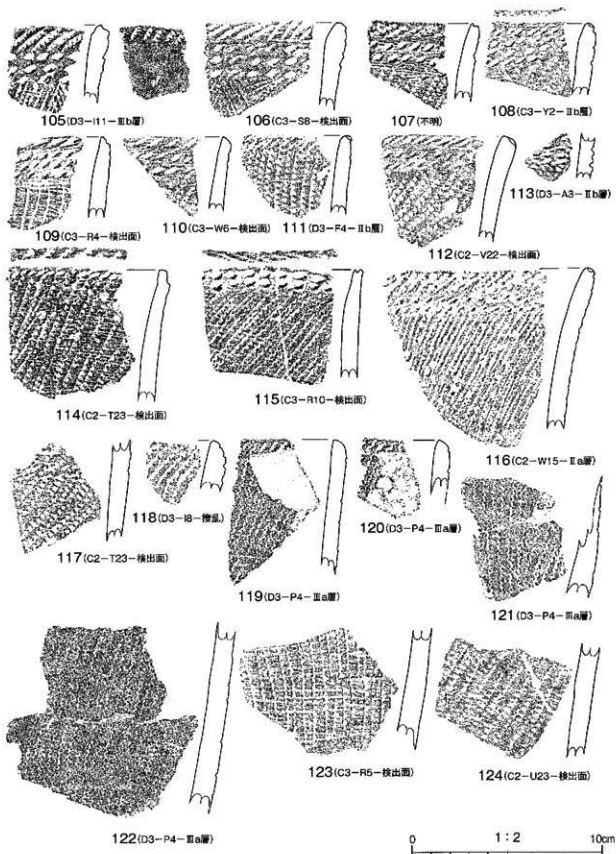 105(D3-I11-Ⅲb層)
106(C3-S8-検出面)
107(不明)
108(C3-Y2-Ⅱb層)
109(C3-R4-検出面)
110(C3-W6-検出面)
111(D3-F4-Ⅱb層)
112(C2-V22-検出面)
113(D3-A3-Ⅱb層)
114(C2-T23-検出面)
115(C3-R10-検出面)
116(C2-W15-Ⅱa層)
117(C2-T23-検出面)
118(D3-I8-撹乱)
119(D3-P4-Ⅲa層)
120(D3-P4-Ⅲa層)
121(D3-P4-Ⅲa層)
122(D3-P4-Ⅲa層)
123(C3-R5-検出面)
124(C2-U23-検出面)
0 1:2 10cm